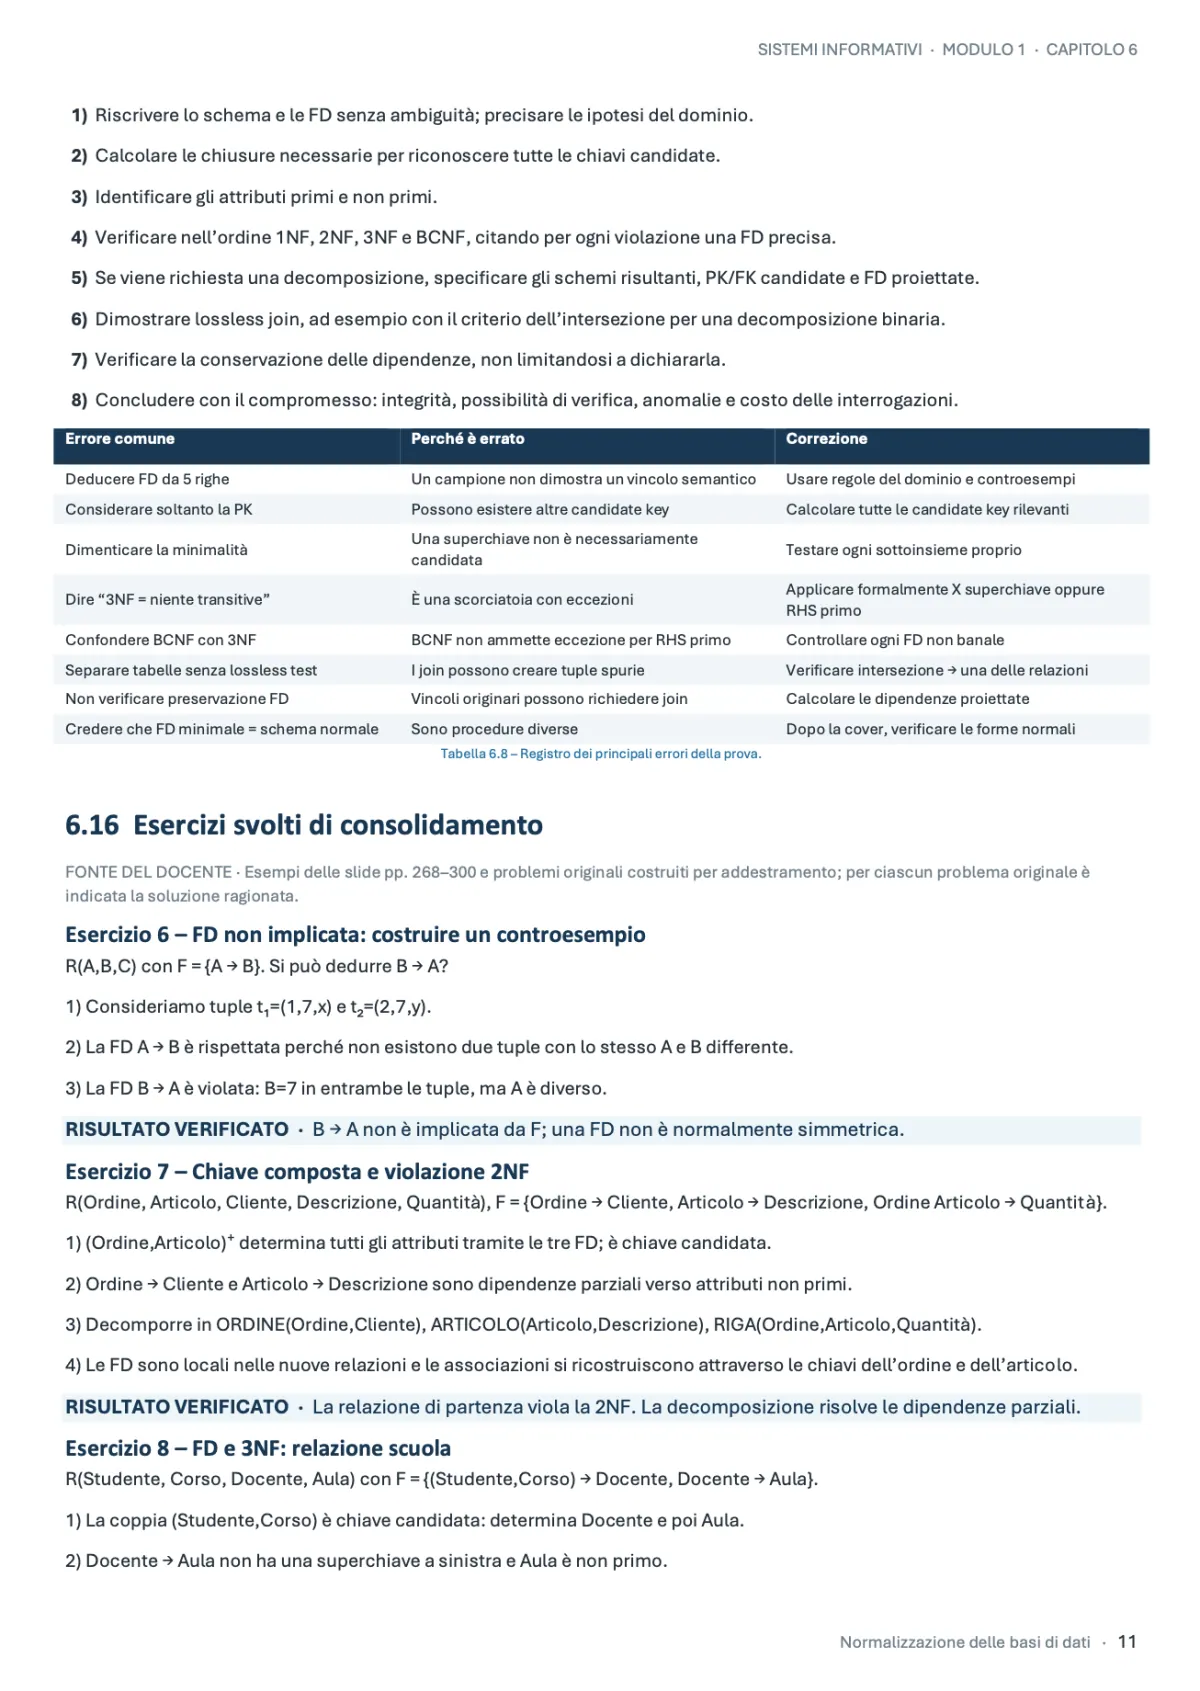 SISTEMI INFORMATIVI · MODULO 1 · CAPITOLO 6
1) Riscrivere lo schema e le FD senza ambiguità; precisare le ipotesi del dominio.
2) Calcolare le chiusure necessarie per riconoscere tutte le chiavi candidate.
3) Identificare gli attributi primi e non primi.
4) Verificare nell’ordine 1NF, 2NF, 3NF e BCNF, citando per ogni violazione una FD precisa.
5) Se viene richiesta una decomposizione, specificare gli schemi risultanti, PK/FK candidate e FD proiettate.
6) Dimostrare lossless join, ad esempio con il criterio dell’intersezione per una decomposizione binaria.
7) Verificare la conservazione delle dipendenze, non limitandosi a dichiararla.
8) Concludere con il compromesso: integrità, possibilità di verifica, anomalie e costo delle interrogazioni.
Errore comune Perché è errato Correzione
Deducere FD da 5 righe Un campione non dimostra un vincolo semantico Usare regole del dominio e controesempi
Considerare soltanto la PK Possono esistere altre candidate key Calcolare tutte le candidate key rilevanti
Dimenticare la minimalità Una superchiave non è necessariamente
candidata Testare ogni sottoinsieme proprio
Dire “3NF = niente transitive” È una scorciatoia con eccezioni Applicare formalmente X superchiave oppure
RHS primo
Confondere BCNF con 3NF BCNF non ammette eccezione per RHS primo Controllare ogni FD non banale
Separare tabelle senza lossless test I join possono creare tuple spurie Verificare intersezione → una delle relazioni
Non verificare preservazione FD Vincoli originari possono richiedere join Calcolare le dipendenze proiettate
Credere che FD minimale = schema normale Sono procedure diverse Dopo la cover, verificare le forme normali
Tabella 6.8 – Registro dei principali errori della prova.
6.16 Esercizi svolti di consolidamento
FONTE DEL DOCENTE · Esempi delle slide pp. 268–300 e problemi originali costruiti per addestramento; per ciascun problema originale è
indicata la soluzione ragionata.
Esercizio 6 – FD non implicata: costruire un controesempio
R(A,B,C) con F = {A → B}. Si può dedurre B → A?
1) Consideriamo tuple t₁=(1,7,x) e t₂=(2,7,y).
2) La FD A → B è rispettata perché non esistono due tuple con lo stesso A e B differente.
3) La FD B → A è violata: B=7 in entrambe le tuple, ma A è diverso.
RISULTATO VERIFICATO · B → A non è implicata da F; una FD non è normalmente simmetrica.
Esercizio 7 – Chiave composta e violazione 2NF
R(Ordine, Articolo, Cliente, Descrizione, Quantità), F = {Ordine → Cliente, Articolo → Descrizione, Ordine Articolo → Quantità}.
1) (Ordine,Articolo)⁺ determina tutti gli attributi tramite le tre FD; è chiave candidata.
2) Ordine → Cliente e Articolo → Descrizione sono dipendenze parziali verso attributi non primi.
3) Decomporre in ORDINE(Ordine,Cliente), ARTICOLO(Articolo,Descrizione), RIGA(Ordine,Articolo,Quantità).
4) Le FD sono locali nelle nuove relazioni e le associazioni si ricostruiscono attraverso le chiavi dell’ordine e dell’articolo.
RISULTATO VERIFICATO · La relazione di partenza viola la 2NF. La decomposizione risolve le dipendenze parziali.
Esercizio 8 – FD e 3NF: relazione scuola
R(Studente, Corso, Docente, Aula) con F = {(Studente,Corso) → Docente, Docente → Aula}.
1) La coppia (Studente,Corso) è chiave candidata: determina Docente e poi Aula.
2) Docente → Aula non ha una superchiave a sinistra e Aula è non primo.
Normalizzazione delle basi di dati · 11